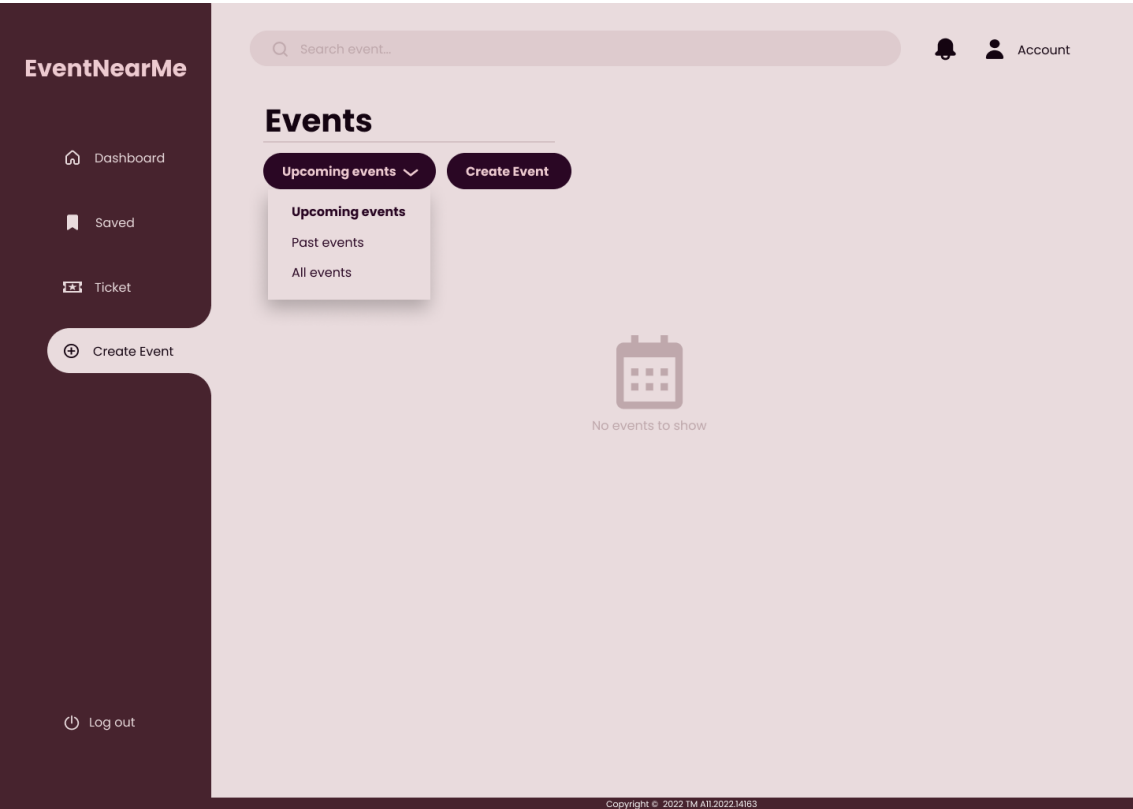 EventNearMe
Dashboard
Saved
Ticket
Create Event
Log out
Search event...
Account
Events
Upcoming events
Create Event
Upcoming events
Past events
All events
No events to show
Copyright © 2022 TM A11.2022.14163